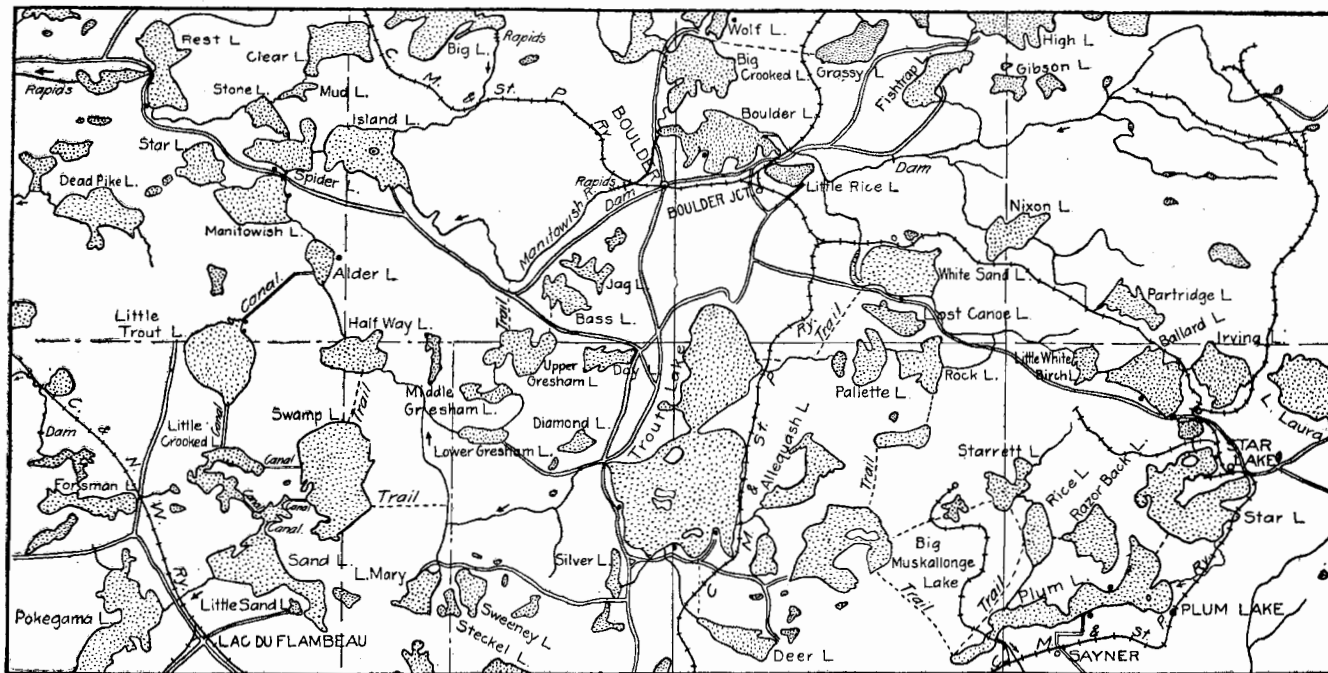 Rest L.
Clear L.
C. M. & St. P. Ry.
Big L.
Rapids
Wolf L.
Big Crooked L.
Grassy L
High L.
Gibson L.
Fishtrap L.
Rapids
Stone L.
Mud L.
Island L.
BOULDER
Boulder L.
Star L.
Spider L.
Dam
Dead Pike L.
Rapids
Manitowish R.
Dam
BOULDER JCT.
Little Rice L
Manitowish L.
Nixon L.
Alder L.
Canal.
Jag L
Bass L.
Trail
White Sand L.
Partridge L
Little Trout L.
Half Way L.
Ry.
Trail
Lost Canoe L.
Ballard L
Irving L.
Upper Gresham L
Day L
Little White Birch L.
Rock L.
Pallette L.
L. Laura
C. & N. W. Ry.
Dam
Canal
Trail
Middle Gresham L.
Trout Lake
Little Crooked L
Swamp L.
Diamond L.
Lower Gresham L.
C. M. & St. P.
Allequash L
Starrett L.
Rice L
Razor Back L.
STAR LAKE
Canal
Forsman L
Trail
Trail
Canal
Canal
Canal.
Star L
Sand L.
Silver L.
Big Muskallonge Lake
L. Mary
Trail
Trail
Plum L.
Pokegama L
Little Sand L
Sweeney L
Steckel L.
PLUM LAKE
LAC DU FLAMBEAU
Deer L
C. M. & St P. Ry.
SAYNER